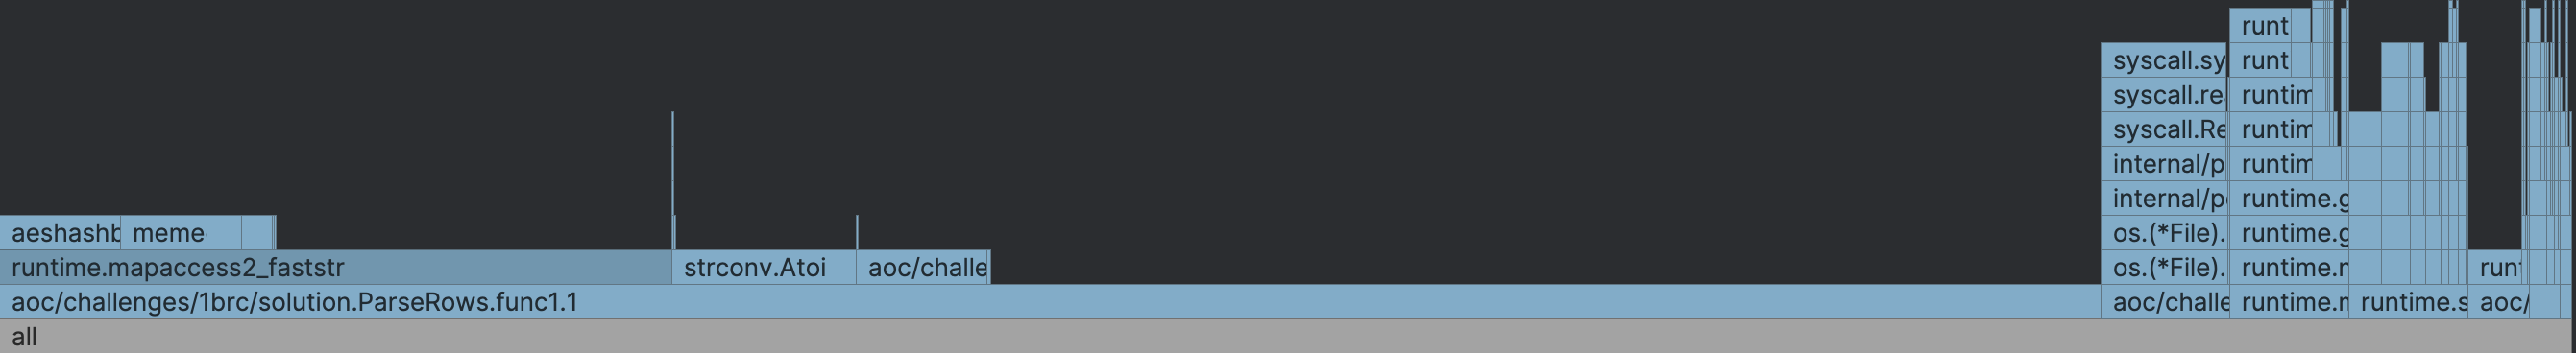 runt
syscall.sy runt
syscall.re runtim
syscall.Re runtim
internal/p runtim
internal/p runtime.g
aeshashb meme os.(*File). runtime.g
runtime.mapaccess2_faststr strconv.Atoi aoc/challe os.(*File). runtime.r runt
aoc/challenges/1brc/solution.ParseRows.func1.1 aoc/challe runtime.r runtime.s aoc/
all